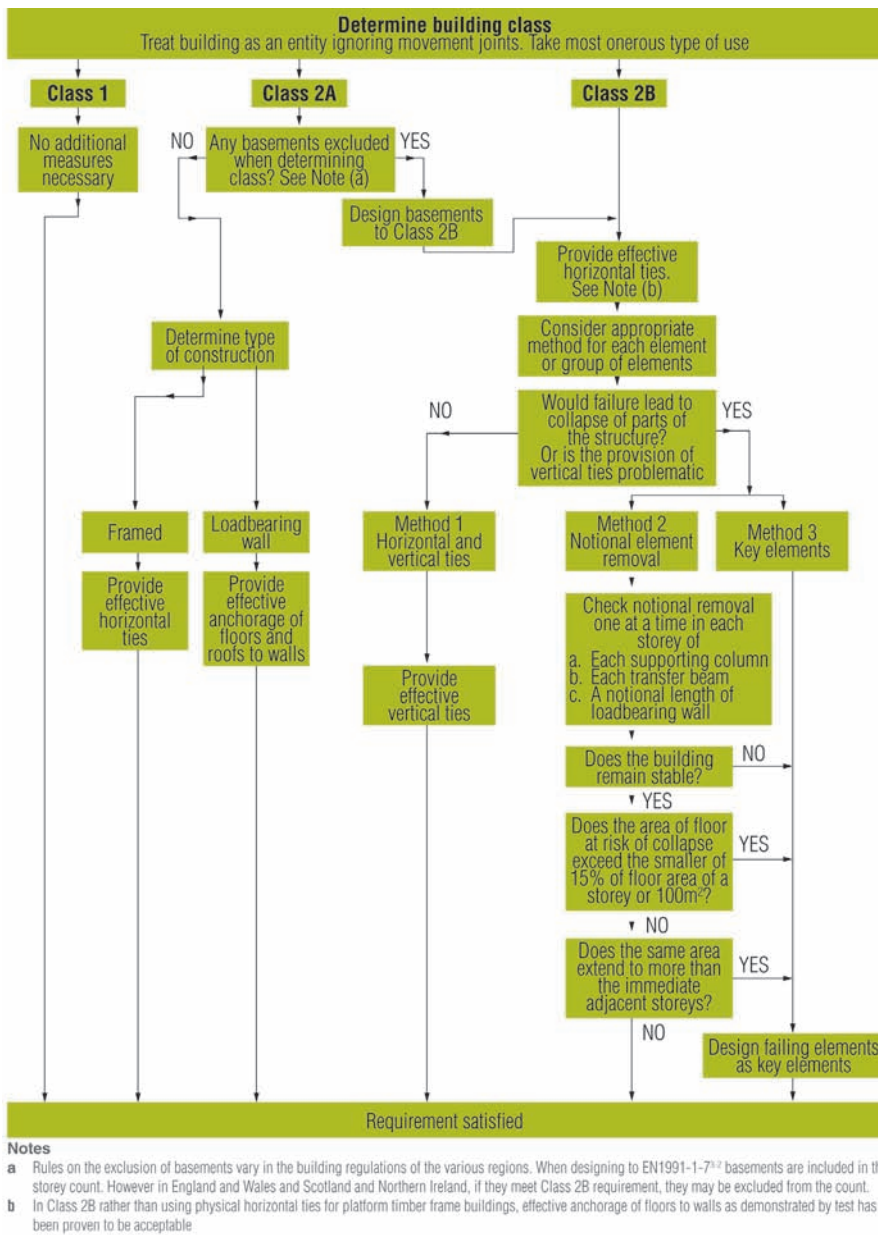 Determine building class
Treat building as an entity ignoring movement joints. Take most onerous type of use
Class 1
Class 2A
Class 2B
No additional
measures
necessary
NO
Any basements excluded
when determining
class? See Note (a)
YES
Design basements
to Class 2B
Provide effective
horizontal ties.
See Note (b)
Determine type
of construction
Consider appropriate
method for each element
or group of elements
NO
Would failure lead to
collapse of parts of
the structure?
Or is the provision of
vertical ties problematic
YES
Framed
Loadbearing
wall
Method 1
Horizontal and
vertical ties
Method 2
Notional element
removal
Method 3
Key elements
Provide
effective
horizontal
ties
Provide
effective
anchorage of
floors and
roofs to walls
Provide
effective
vertical ties
Check notional removal
one at a time in each
storey of
a. Each supporting column
b. Each transfer beam
c. A notional length of
loadbearing wall
Does the building
remain stable?
NO
YES
Does the area of floor
at risk of collapse
exceed the smaller of
15% of floor area of a
storey or 100m²?
YES
NO
Does the same area
extend to more than
the immediate
adjacent storeys?
YES
NO
Design failing elements
as key elements
Requirement satisfied
Notes
a Rules on the exclusion of basements vary in the building regulations of the various regions. When designing to EN1991-1-7³·² basements are included in th
storey count. However in England and Wales and Scotland and Northern Ireland, if they meet Class 2B requirement, they may be excluded from the count.
b In Class 2B rather than using physical horizontal ties for platform timber frame buildings, effective anchorage of floors to walls as demonstrated by test has
been proven to be acceptable